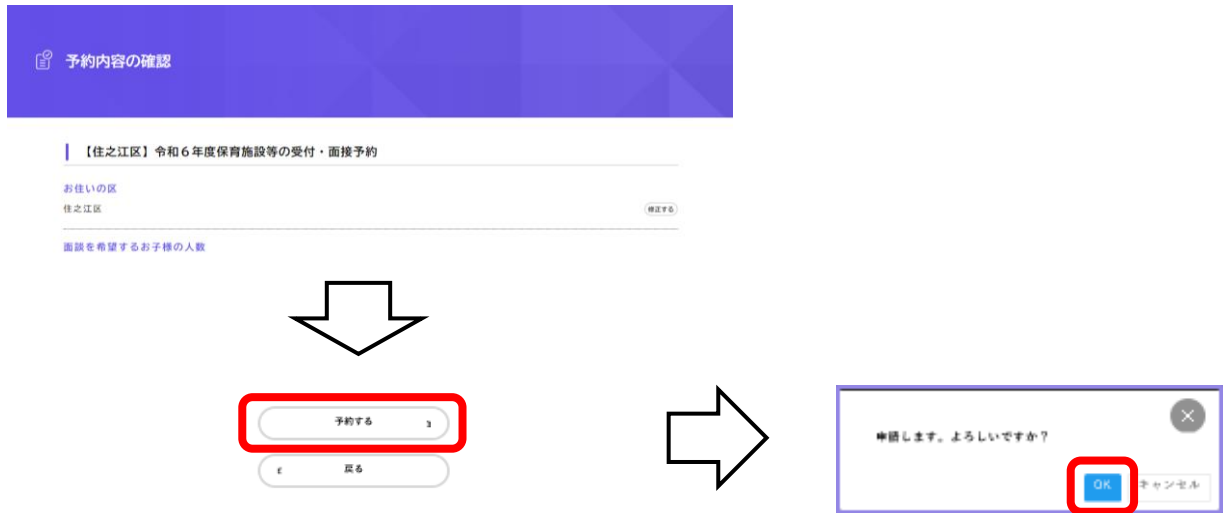 予約内容の確認
【住之江区】令和6年度保育施設等の受付・面接予約
お住いの区
住之江区
修正する
面談を希望するお子様の人数
予約する
戻る
申請します。よろしいですか?
OK キャンセル